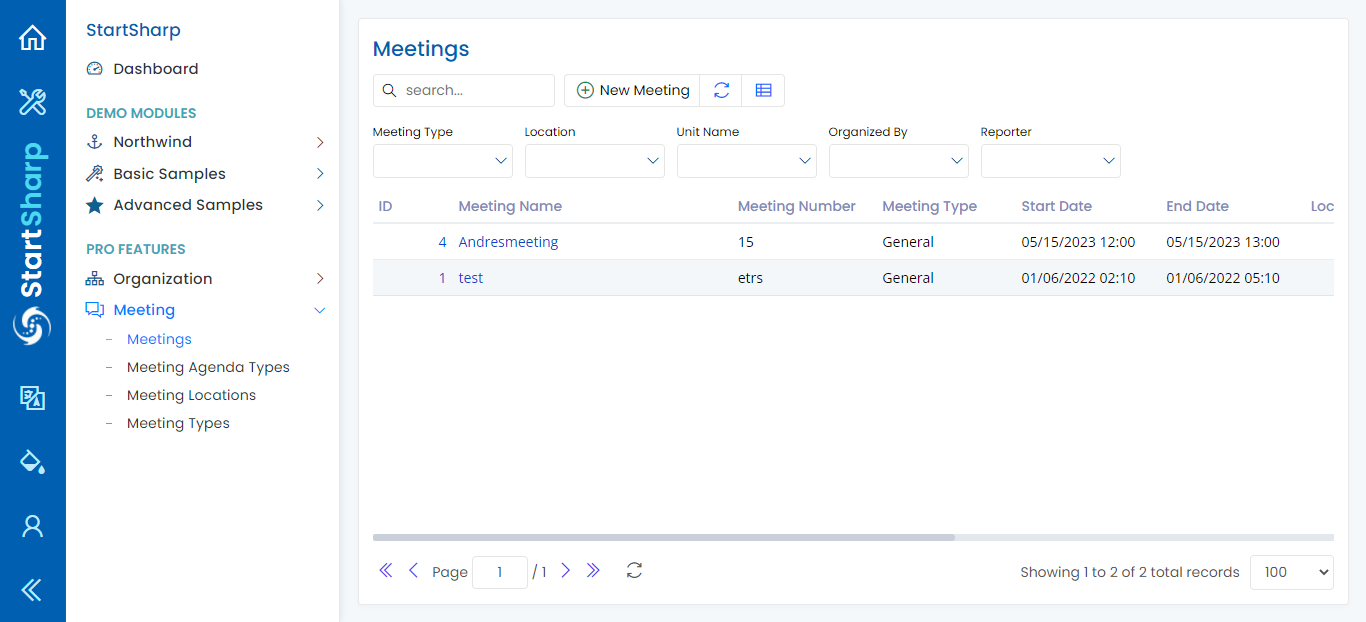 StartSharp
StartSharp
Dashboard
DEMO MODULES
Northwind
Basic Samples
Advanced Samples
PRO FEATURES
Organization
Meeting
Meetings
Meeting Agenda Types
Meeting Locations
Meeting Types
Meetings
search...
New Meeting
Meeting Type Location Unit Name Organized By Reporter
ID Meeting Name Meeting Number Meeting Type Start Date End Date Loc
4 Andresmeeting 15 General 05/15/2023 12:00 05/15/2023 13:00
1 test etrs General 01/06/2022 02:10 01/06/2022 05:10
Page 1 / 1 Showing 1 to 2 of 2 total records 100